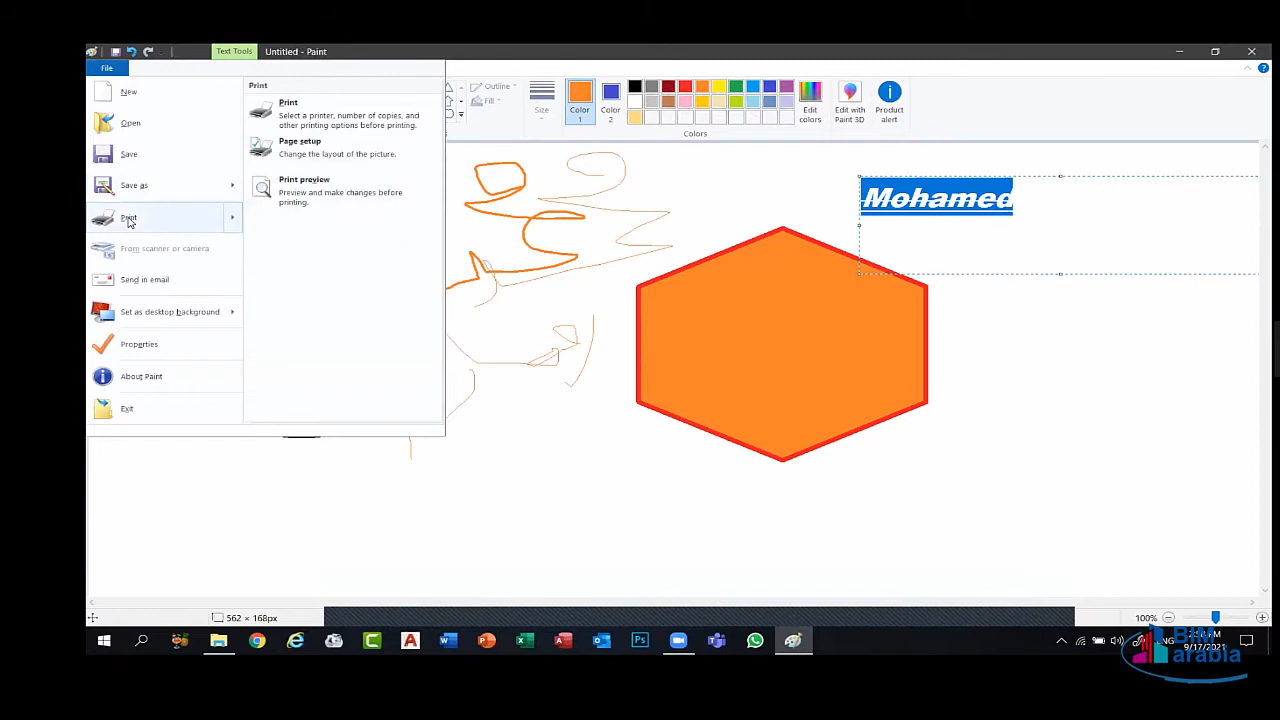 Text Tools
Untitled - Paint
File
New
Open
Save
Save as
Print
From scanner or camera
Send in email
Set as desktop background
Properties
About Paint
Exit
Print
Print
Select a printer, number of copies, and
other printing options before printing.
Page setup
Change the layout of the picture.
Print preview
Preview and make changes before
printing.
Outline
Fill
Size
Color
1
Color
2
Edit
colors
Edit with
Paint 3D
Product
alert
Colors
Mohamed
562 × 168px
100%
9/17/2021
BIM
arabia